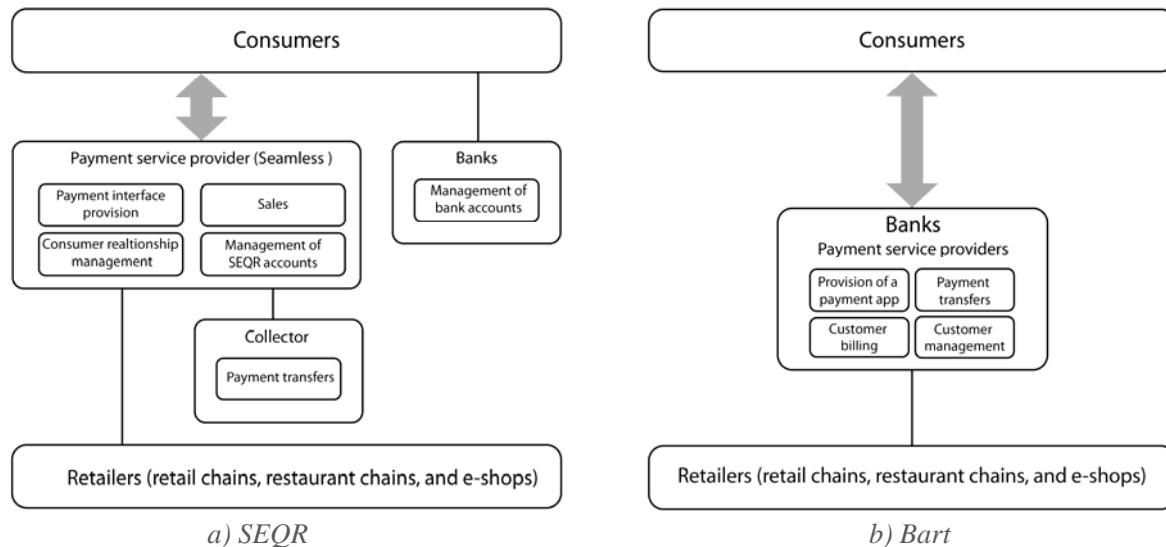 Consumers
Payment service provider (Seamless )
Payment interface
provision
Sales
Consumer realtionship
management
Management of
SEQR accounts
Banks
Management of
bank accounts
Collector
Payment transfers
Retailers (retail chains, restaurant chains, and e-shops)
a) SEQR
Consumers
Banks
Payment service providers
Provision of a
payment app
Payment
transfers
Customer
billing
Customer
management
Retailers (retail chains, restaurant chains, and e-shops)
b) Bart